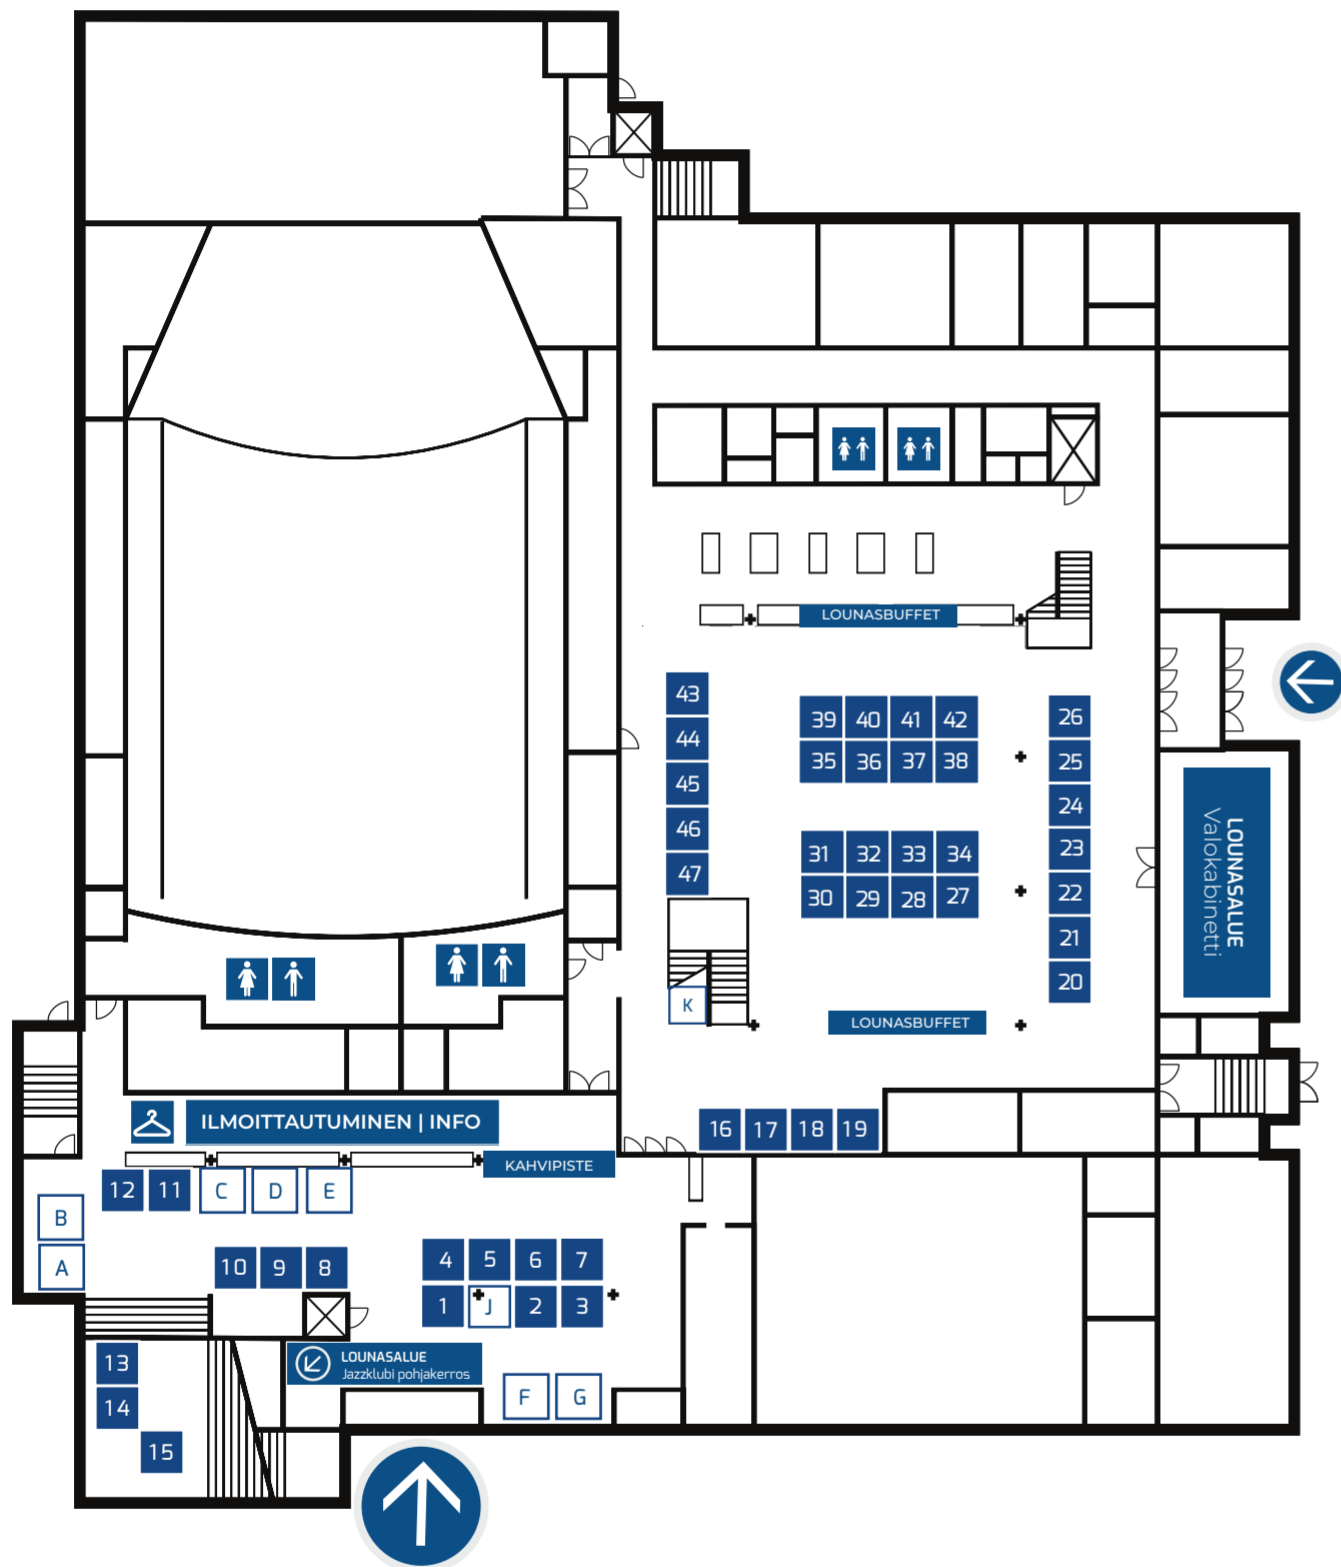 LOUNASBUFFET
43
39 40 41 42
26
44
35 36 37 38
25
45
24
46
31 32 33 34
23
47
30 29 28 27
22
21
20
LOUNASALUE
Valokabinetti
K
LOUNASBUFFET
ILMOITTAUTUMINEN | INFO
16 17 18 19
KAHVIPISTE
12 11 C D E
B
A
10 9 8
4 5 6 7
1 J 2 3
LOUNASALUE
Jazzklubi pohjakerros
13
14
15
F G